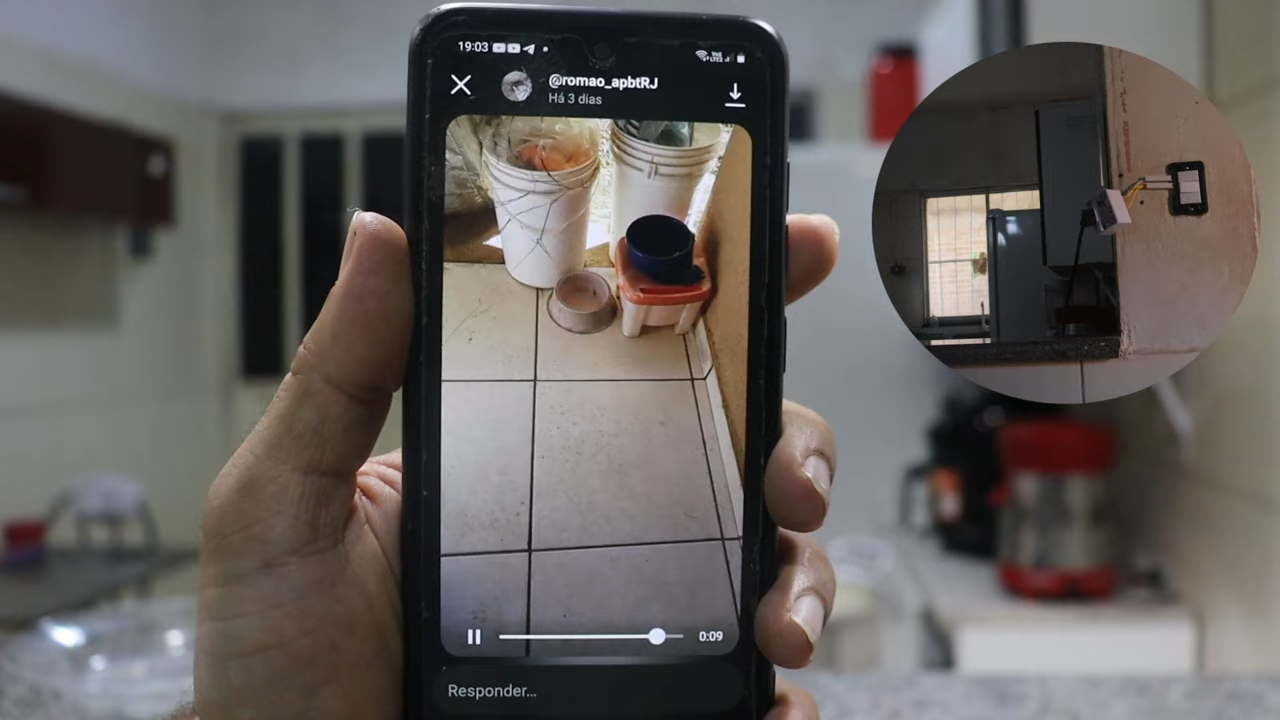 19:03
@romao_apbtRJ
Há 3 dias
0:09
Responder...